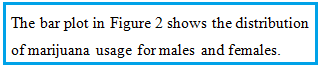 The bar plot in Figure 2 shows the distribution
of marijuana usage for males and females.